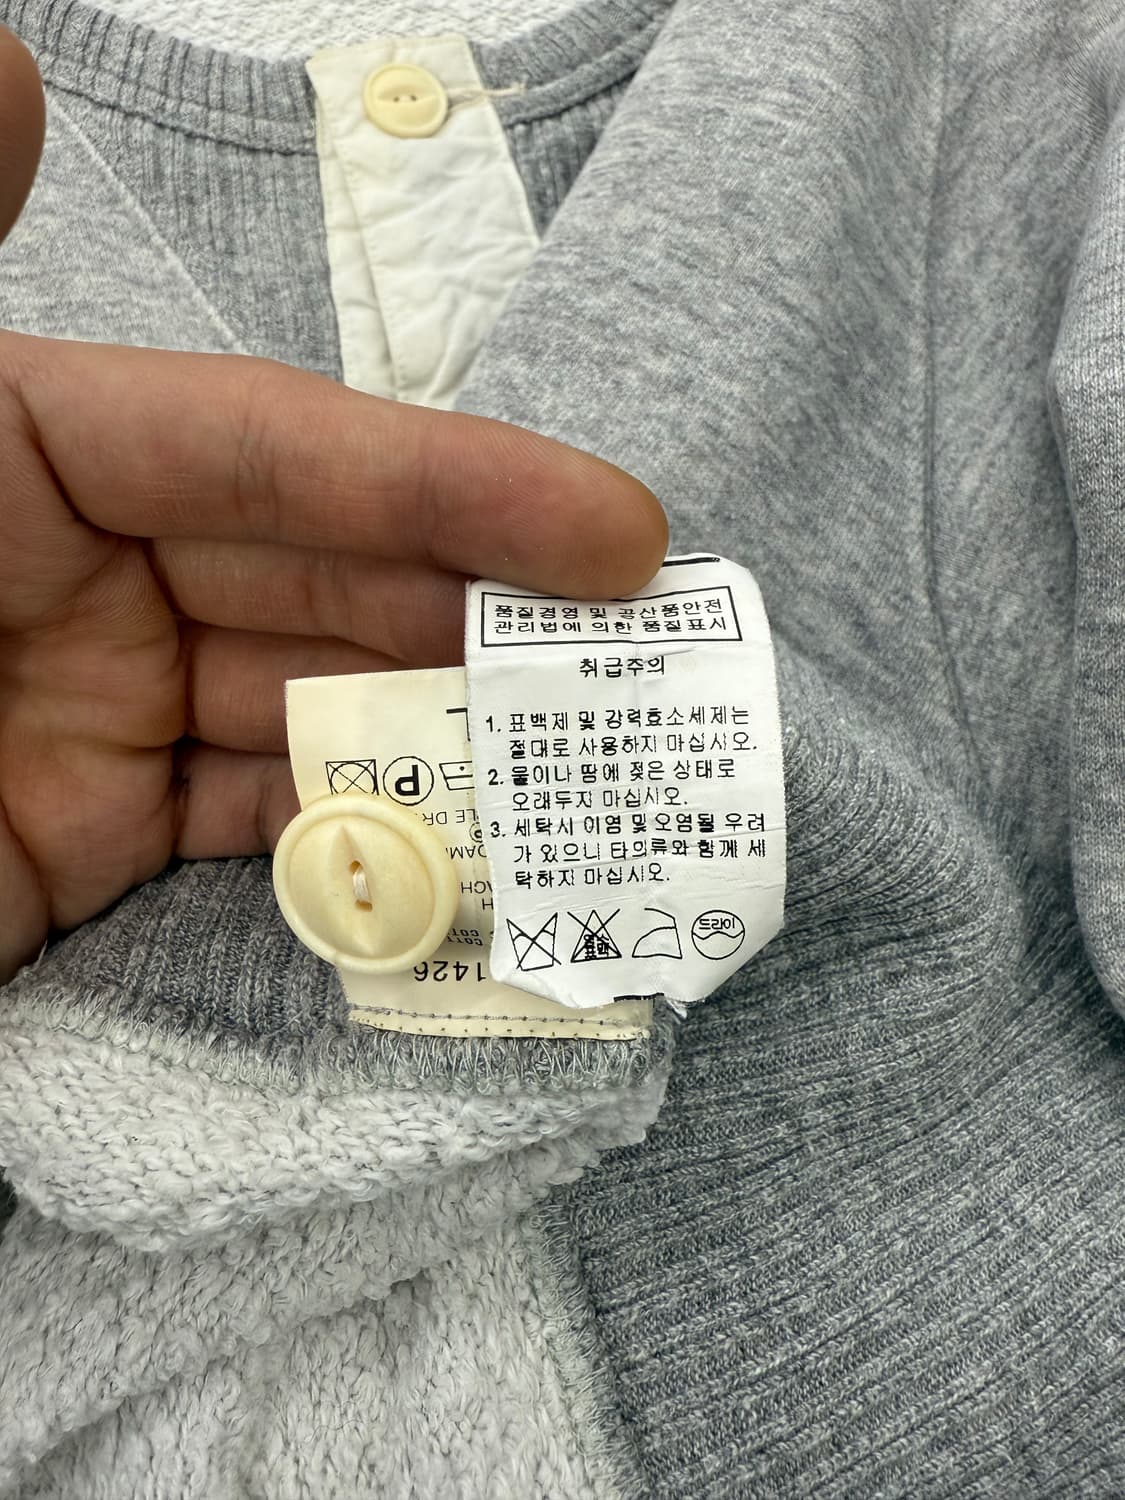 품질경영 및 공산품안전
관리법에 의한 품질표시
취급주의
1. 표백제 및 강력효소세제는
절대로 사용하지 마십시오.
2. 물이나 땀에 젖은 상태로
오래두지 마십시오.
3. 세탁시 이염 및 오염될 우려
가 있으니 타의류와 함께 세
탁하지 마십시오.
염소
표백
드라이
P
1426